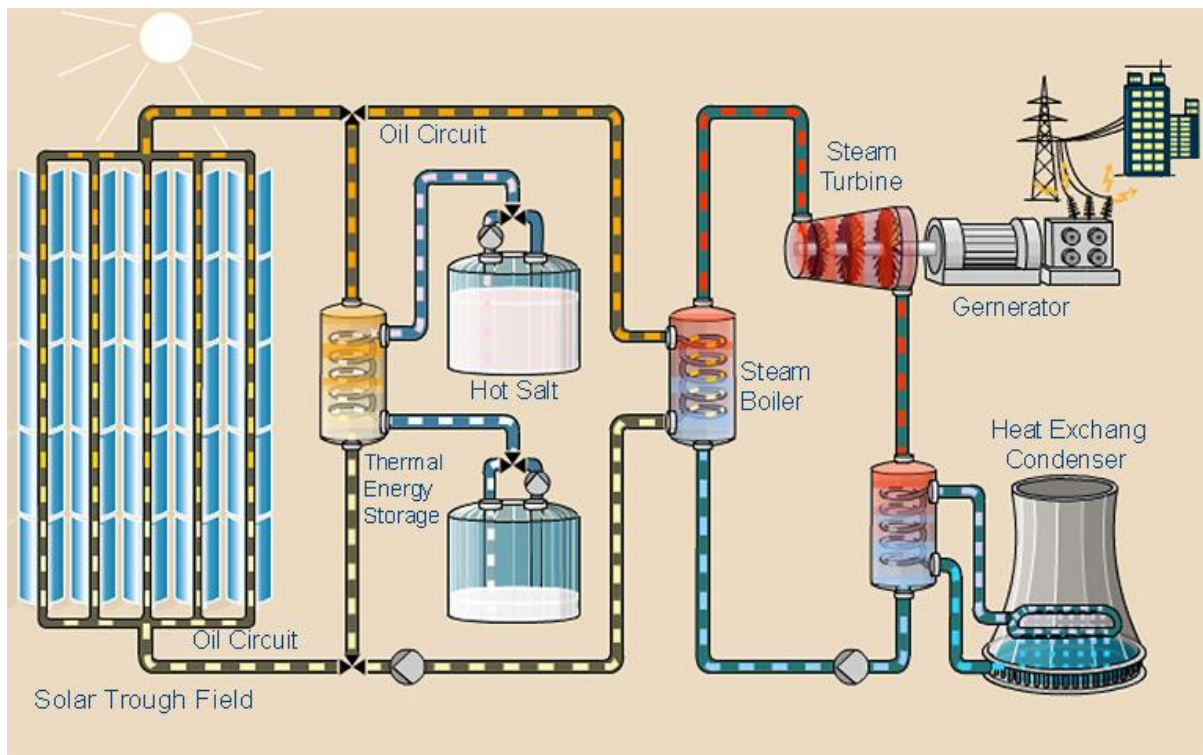 Oil Circuit
Steam
Turbine
Gernerator
Hot Salt
Steam
Boiler
Thermal
Energy
Storage
Heat Exchang
Condenser
Oil Circuit
Solar Trough Field